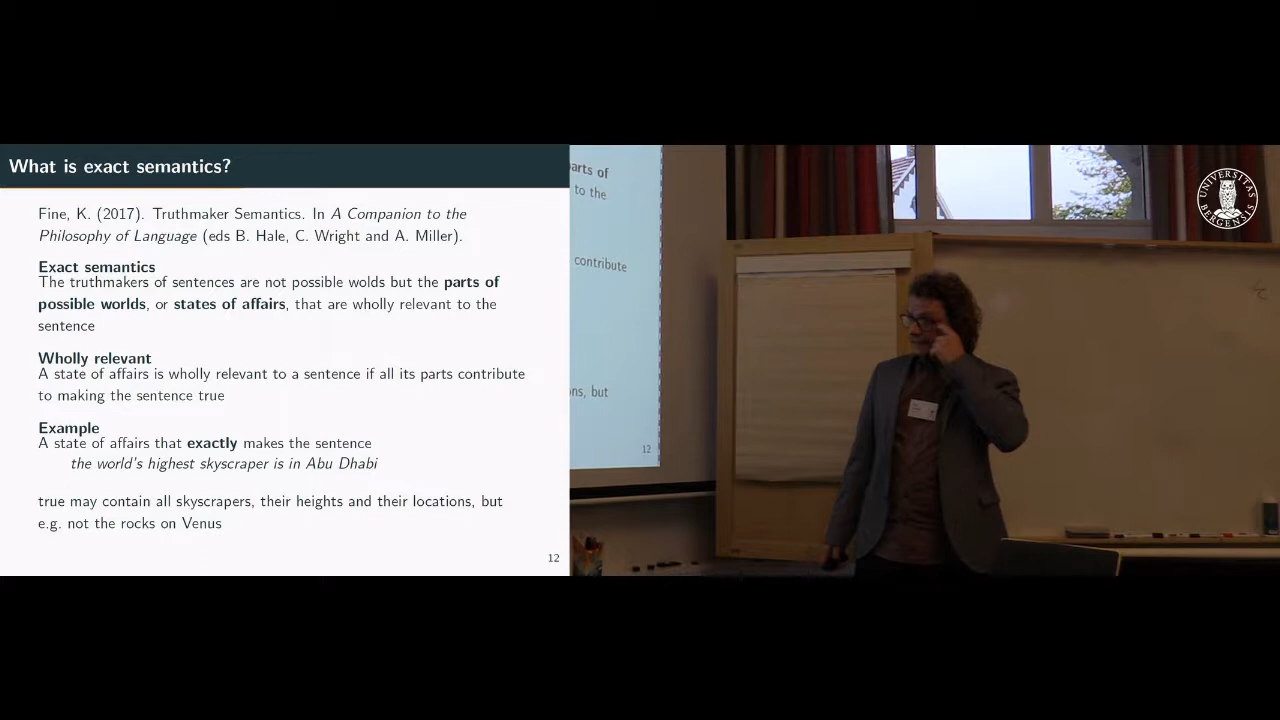 What is exact semantics?
Fine, K. (2017). Truthmaker Semantics. In A Companion to the
Philosophy of Language (eds B. Hale, C. Wright and A. Miller).
Exact semantics
The truthmakers of sentences are not possible wolds but the parts of
possible worlds, or states of affairs, that are wholly relevant to the
sentence
Wholly relevant
A state of affairs is wholly relevant to a sentence if all its parts contribute
to making the sentence true
Example
A state of affairs that exactly makes the sentence
the world's highest skyscraper is in Abu Dhabi
true may contain all skyscrapers, their heights and their locations, but
e.g. not the rocks on Venus
12
arts of
to the
contribute
ns, but
12
UNIVERSITAS
BERGENSIS